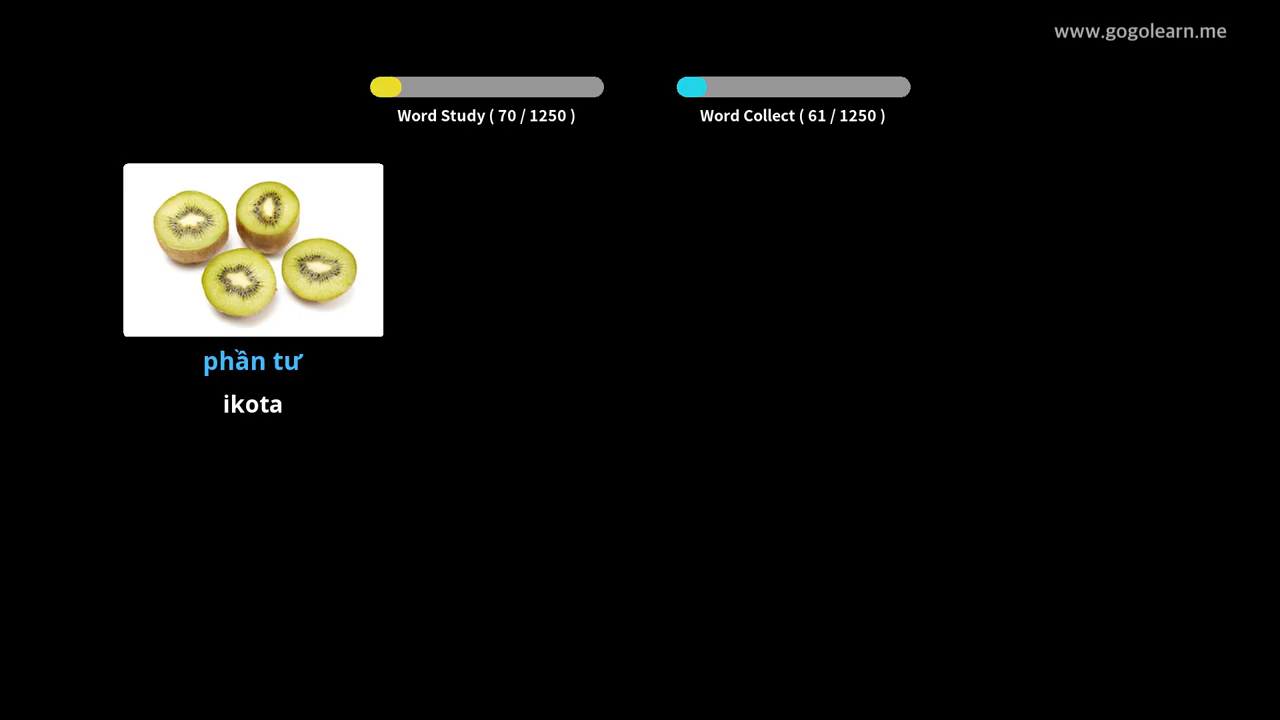 www.gogolearn.me
Word Study ( 70 / 1250 )
Word Collect ( 61 / 1250 )
phần tư
ikota